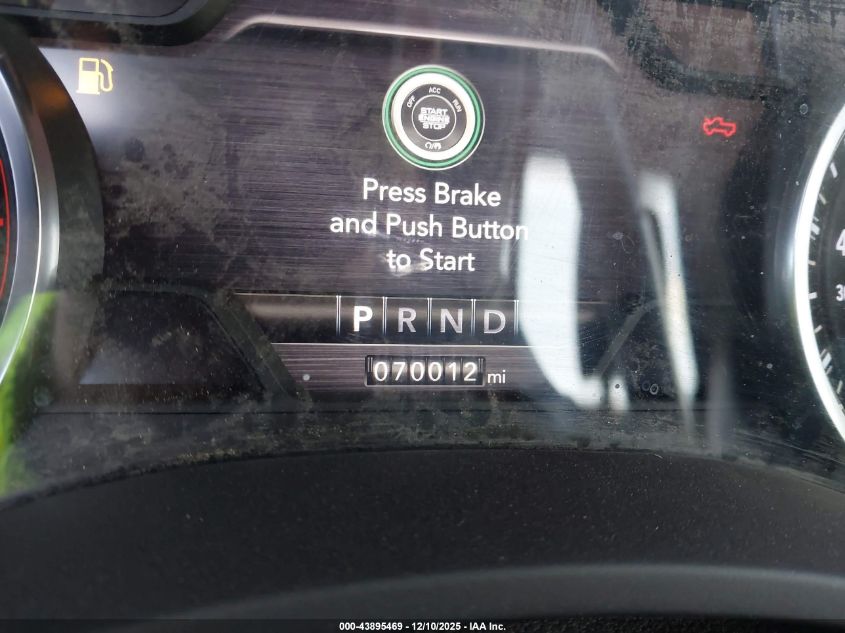 OFF ACC RUN
START
ENGINE
STOP
Press Brake
and Push Button
to Start
P R N D
070012 mi
000-43895469 - 12/10/2025 - IAA Inc.